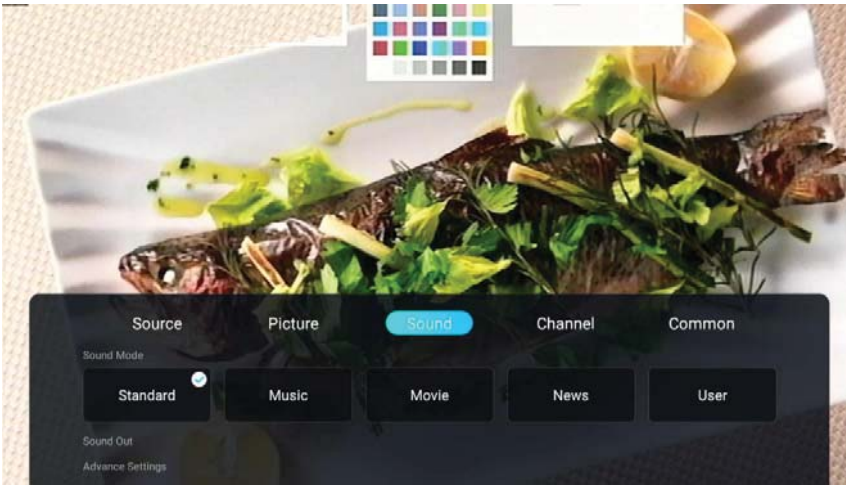 Source Picture Sound Channel Common
Sound Mode
Standard Music Movie News User
Sound Out
Advance Settings